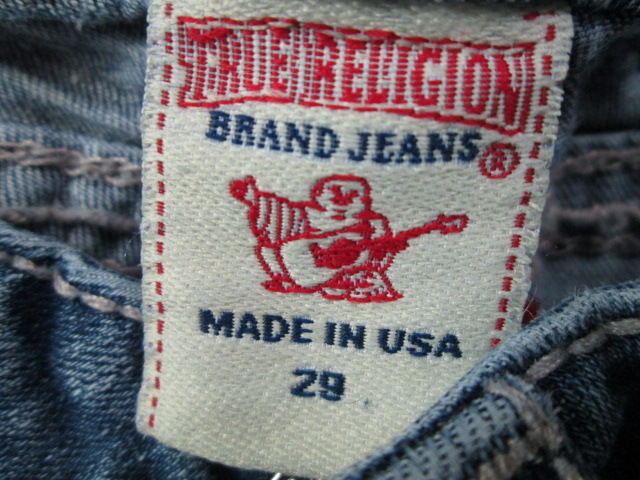 TRUE RELIGION
BRAND JEANS ®
MADE IN USA
29